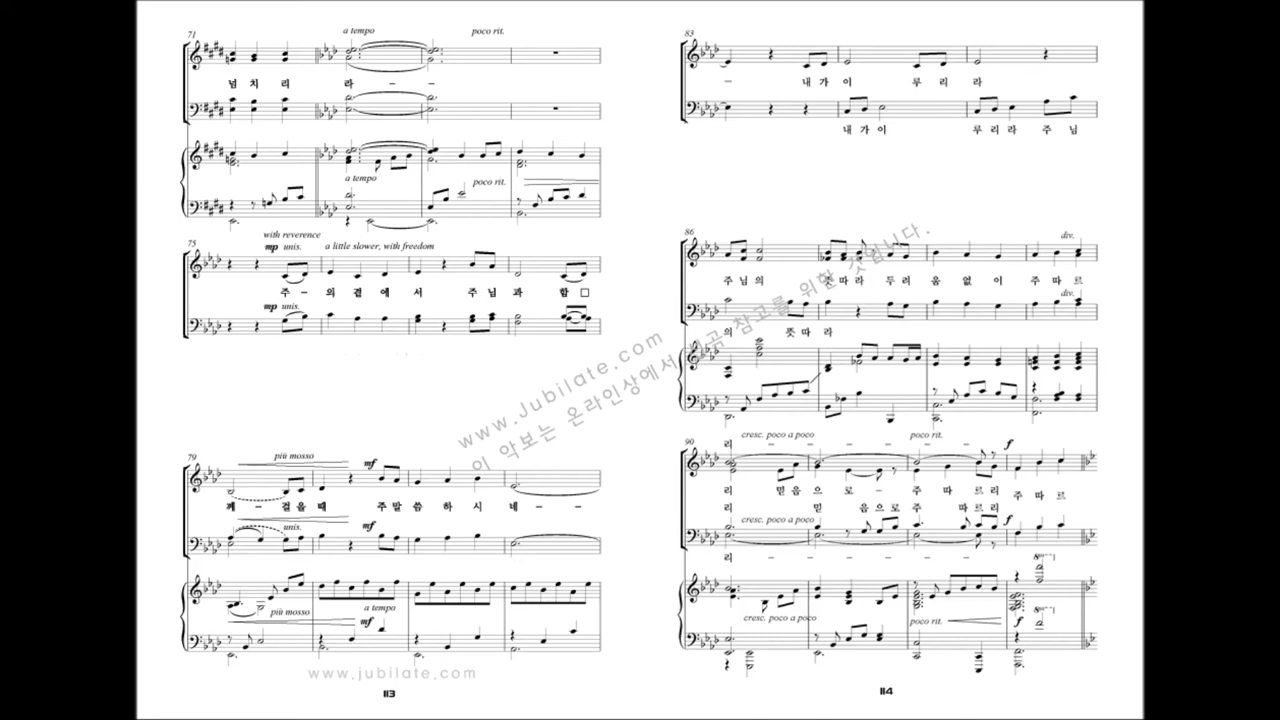 71
a tempo
poco rit.
넘 치 리 라 - -
a tempo
poco rit.
with reverence
75
mp unis.
a little slower, with freedom
주 - 의 곁 에 서 주 님 과 함 □
mp unis.
79
più mosso
mf
께 - 걸 을 때 주 말 씀 하 시 네 - -
unis.
mf
più mosso
a tempo
mf
www.jubilate.com
113
83
- 내 가 이 루 리 라
내 가 이 루 리 라 주 님
86
div.
주 님 의 뜻 따 라 두 려 움 없 이 주 따 르
div.
의 뜻 따 라
www.Jubilate.com
이 악보는 온라인상에서 선곡 참고를 위한 것입니다.
90
cresc. poco a poco
poco rit.
f
리 - - - - - - - -
리 믿 음 으 로 - 주 따 르 리 주 따 르
리 믿 음 으 로 주 따 르 리
cresc. poco a poco
f
리 - - - - - - - -
8va
cresc. poco a poco
poco rit.
f
8va
114